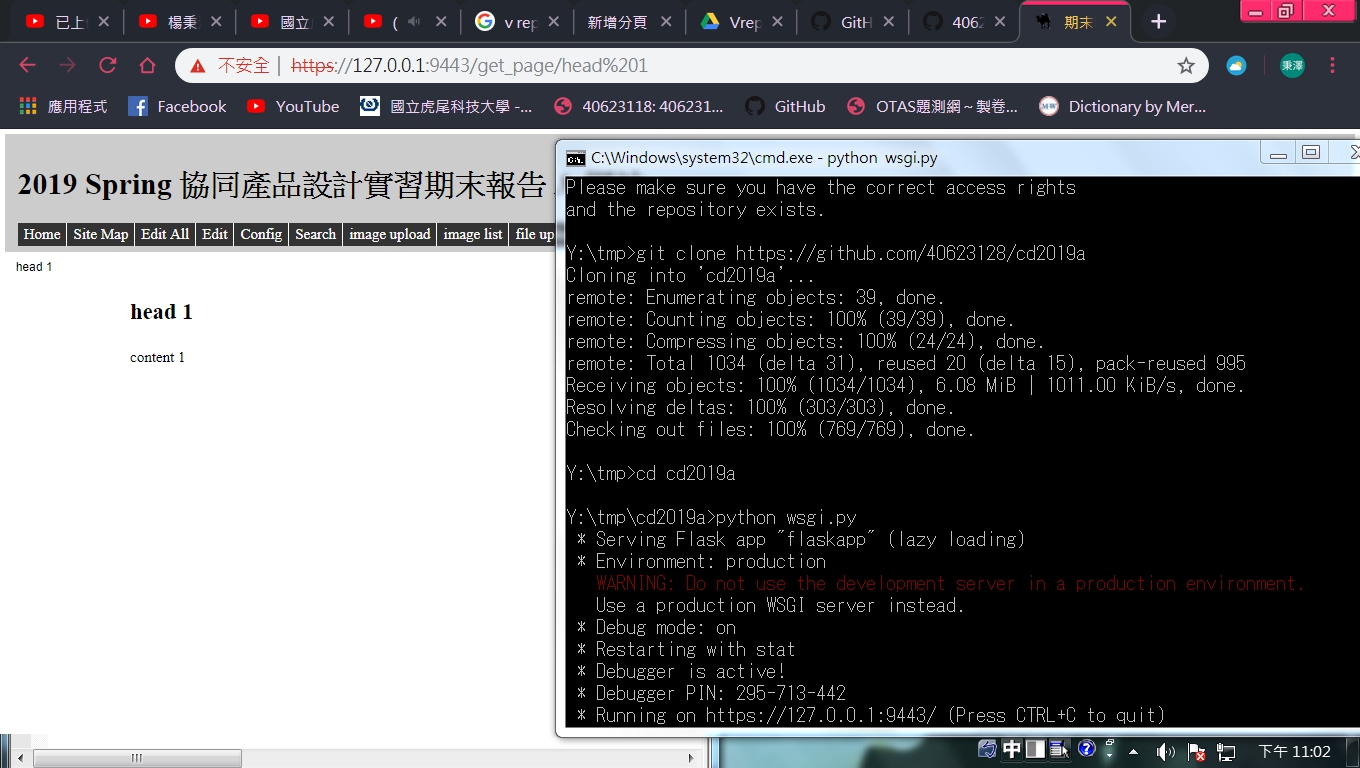 已上
楊秉
國立
(
v rep
新增分頁
Vrep
GitH
4062
期末
不安全 | https://127.0.0.1:9443/get_page/head%201
秉澤
應用程式 Facebook YouTube 國立虎尾科技大學 -... 40623118: 406231... GitHub OTAS題測網～製卷... Dictionary by Mer...
2019 Spring 協同產品設計實習期末報告
Home Site Map Edit All Edit Config Search image upload image list file up
head 1
head 1
content 1
C:\Windows\system32\cmd.exe - python wsgi.py
Please make sure you have the correct access rights
and the repository exists.
Y:\tmp>git clone https://github.com/40623128/cd2019a
Cloning into 'cd2019a'...
remote: Enumerating objects: 39, done.
remote: Counting objects: 100% (39/39), done.
remote: Compressing objects: 100% (24/24), done.
remote: Total 1034 (delta 31), reused 20 (delta 15), pack-reused 995
Receiving objects: 100% (1034/1034), 6.08 MiB | 1011.00 KiB/s, done.
Resolving deltas: 100% (303/303), done.
Checking out files: 100% (769/769), done.
Y:\tmp>cd cd2019a
Y:\tmp\cd2019a>python wsgi.py
* Serving Flask app "flaskapp" (lazy loading)
* Environment: production
WARNING: Do not use the development server in a production environment.
Use a production WSGI server instead.
* Debug mode: on
* Restarting with stat
* Debugger is active!
* Debugger PIN: 295-713-442
* Running on https://127.0.0.1:9443/ (Press CTRL+C to quit)
中
下午 11:02